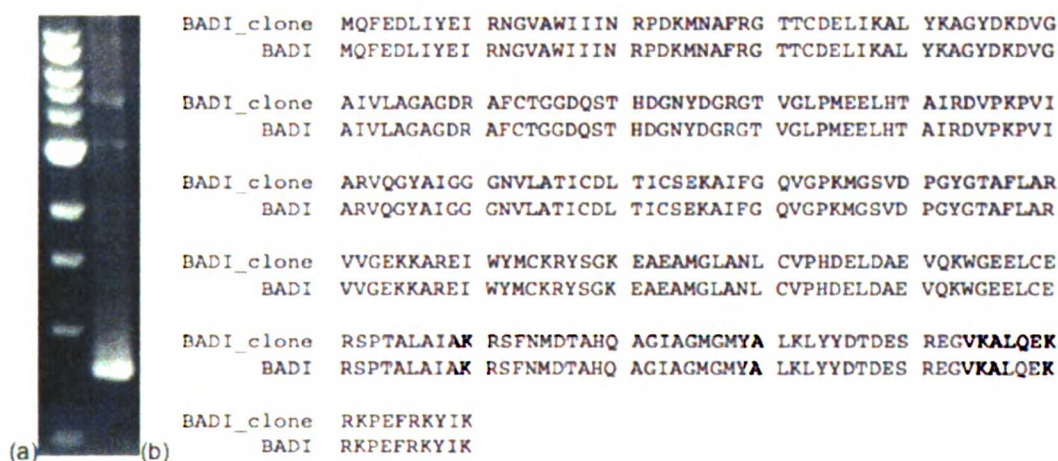 BADI_clone MQFEDLIYEI RNGVAWIIIN RPDKMNAFRG TTCDELIKAL YKAGYDKDVG
BADI MQFEDLIYEI RNGVAWIIIN RPDKMNAFRG TTCDELIKAL YKAGYDKDVG
BADI_clone AIVLAGAGDR AFCTGGDQST HDGNYDGRGT VGLPMEELHT AIRDVPKPVI
BADI AIVLAGAGDR AFCTGGDQST HDGNYDGRGT VGLPMEELHT AIRDVPKPVI
BADI_clone ARVQGYAIGG GNVLATICDL TICSEKAIFG QVGPKMGSVD PGYGTAFLAR
BADI ARVQGYAIGG GNVLATICDL TICSEKAIFG QVGPKMGSVD PGYGTAFLAR
BADI_clone VVGEKKAREI WYMCKRYSGK EAEAMGLANL CVPHDELDAE VQKWGEELCE
BADI VVGEKKAREI WYMCKRYSGK EAEAMGLANL CVPHDELDAE VQKWGEELCE
BADI_clone RSPTALAIAK RSFNMDTAHQ AGIAGMGMYA LKLYYDTDES REGVKALQEK
BADI RSPTALAIAK RSFNMDTAHQ AGIAGMGMYA LKLYYDTDES REGVKALQEK
BADI_clone RKPEFRKYIK
BADI RKPEFRKYIK
(a) (b)